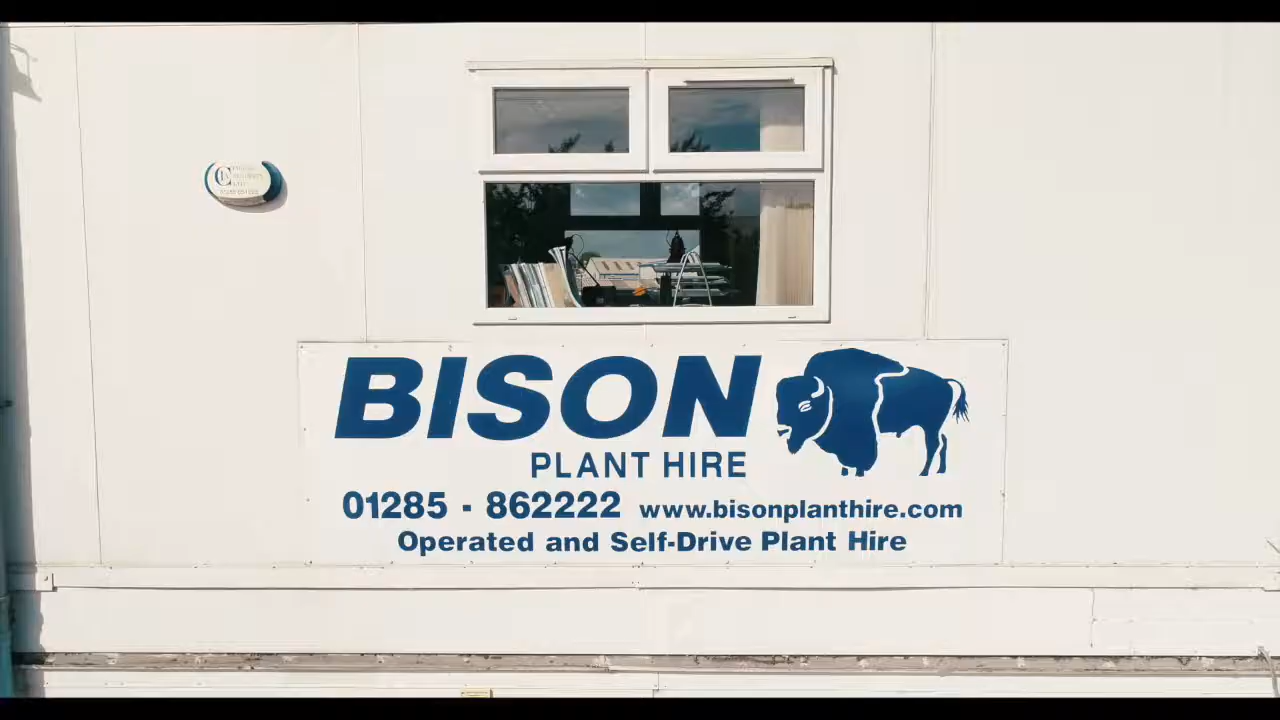 BISON
PLANT HIRE
01285 - 862222 www.bisonplanthire.com
Operated and Self-Drive Plant Hire